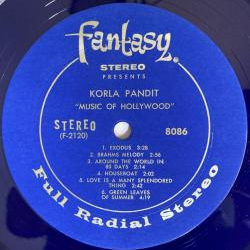 Fantasy
STEREO
PRESENTS
KORLA PANDIT
"MUSIC OF HOLLYWOOD"
STEREO
(F-2120)
8086
1. EXODUS 3:28
2. BRAHMS MELODY 2:56
3. AROUND THE WORLD IN
80 DAYS 2:14
4. HOUSEBOAT 2:02
5. LOVE IS A MANY SPLENDORED
THING 2:42
6. GREEN LEAVES
OF SUMMER 4:19
Full Radial Stereo